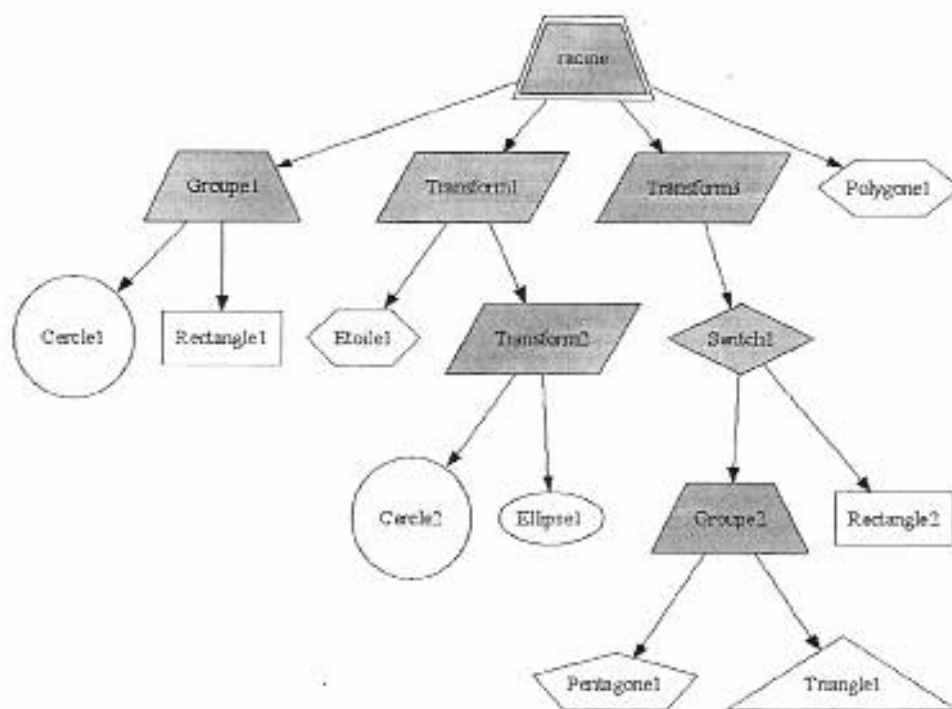 racine
Groupe1
Transform1
Transform3
Polygone1
Cercle1
Rectangle1
Etoile1
Transform2
Switch1
Cercle2
Ellipse1
Groupe2
Rectangle2
Pentagone1
Triangle1